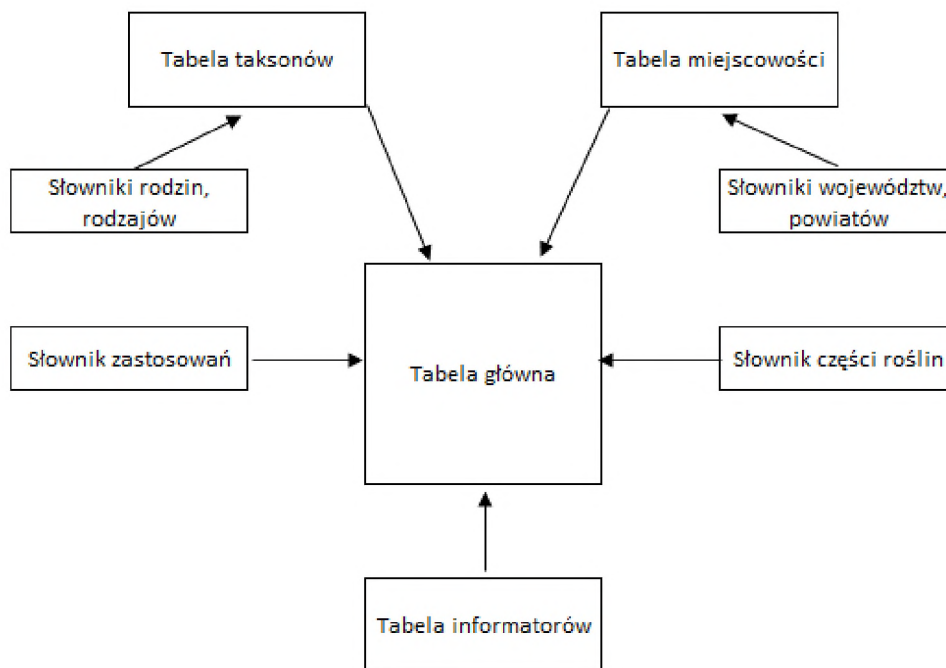 Tabela taksonów
Tabela miejscowości
Słowniki rodzin,
rodzajów
Słowniki województw,
powiatów
Słownik zastosowań
Tabela główna
Słownik części roślin
Tabela informatorów